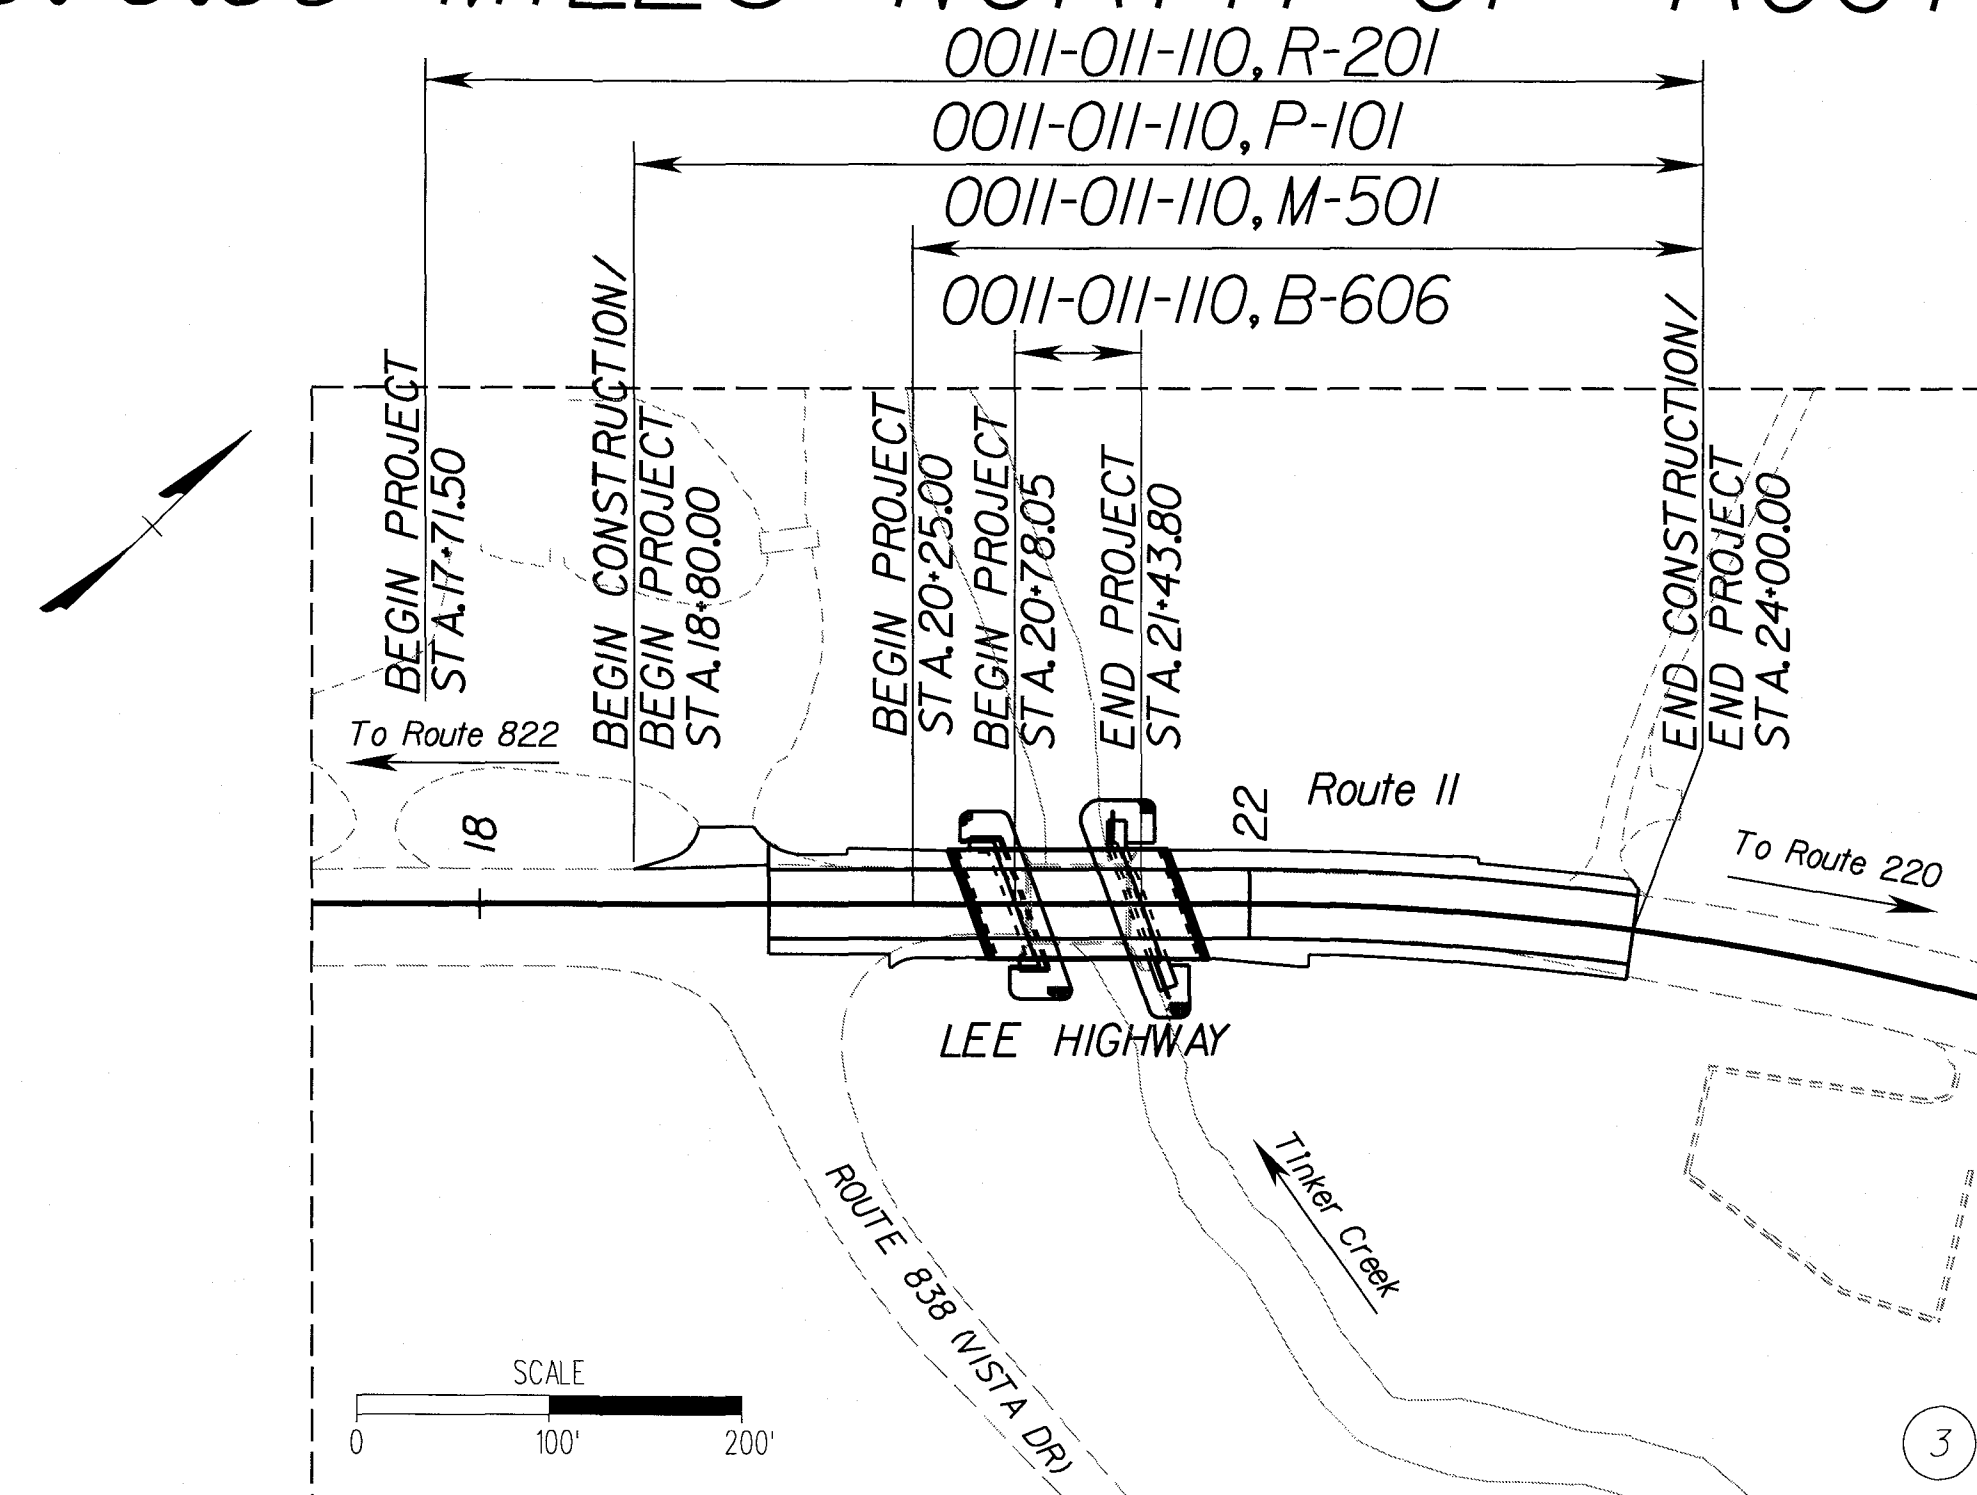 MILES NORTH OF ROUT
0011-011-110, R-201
0011-011-110, P-101
0011-011-110, M-501
0011-011-110, B-606
BEGIN PROJECT
STA. 17+71.50
BEGIN CONSTRUCTION/
BEGIN PROJECT
STA. 18+80.00
BEGIN PROJECT
STA. 20+25.00
BEGIN PROJECT
STA. 20+78.05
END PROJECT
STA. 21+43.80
END CONSTRUCTION/
END PROJECT
STA. 24+00.00
To Route 822
18
22
Route 11
To Route 220
LEE HIGHWAY
Tinker Creek
ROUTE 838 (VISTA DR)
SCALE
0 100' 200'
3